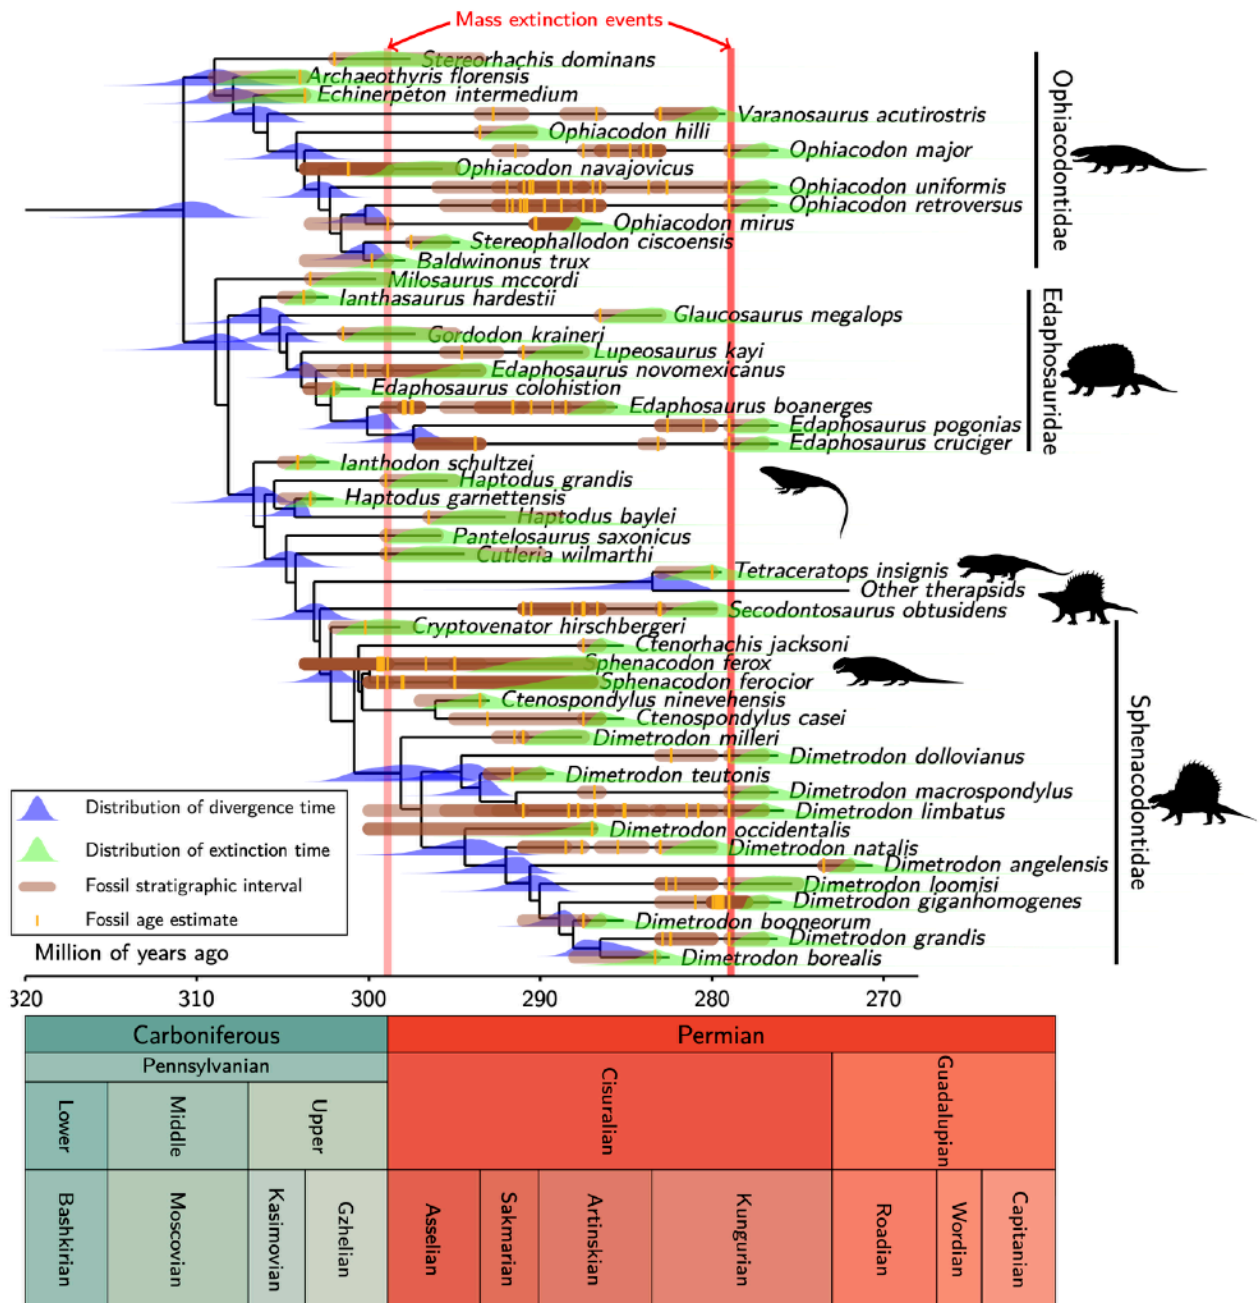 Mass extinction events
Stereorhachis dominans
Archaeothyris florensis
Echinerpeton intermedium
Varanosaurus acutirostris
Ophiacodon hilli
Ophiacodon major
Ophiacodon navajovicus
Ophiacodon uniformis
Ophiacodon retroversus
Ophiacodon mirus
Stereophallodon ciscoensis
Baldwinonus trux
Ophiacodontidae
Milosaurus mccordi
Ianthasaurus hardestii
Glaucosaurus megalops
Gordodon kraineri
Lupeosaurus kayi
Edaphosaurus novomexicanus
Edaphosaurus colohistion
Edaphosaurus boanerges
Edaphosaurus pogonias
Edaphosaurus cruciger
Edaphosauridae
Ianthodon schultzei
Haptodus grandis
Haptodus garnettensis
Haptodus baylei
Pantelosaurus saxonicus
Cutleria wilmarthi
Tetraceratops insignis
Other therapsids
Secodontosaurus obtusidens
Cryptovenator hirschbergeri
Ctenorhachis jacksoni
Sphenacodon ferox
Sphenacodon ferocior
Ctenospondylus ninevehensis
Ctenospondylus casei
Dimetrodon milleri
Dimetrodon dollovianus
Dimetrodon teutonis
Dimetrodon macrospondylus
Dimetrodon limbatus
Dimetrodon occidentalis
Dimetrodon natalis
Dimetrodon angelensis
Dimetrodon loomisi
Dimetrodon giganhomogenes
Dimetrodon booneorum
Dimetrodon grandis
Dimetrodon borealis
Sphenacodontidae
Distribution of divergence time
Distribution of extinction time
Fossil stratigraphic interval
Fossil age estimate
Million of years ago
320 310 300 290 280 270
Carboniferous Permian
Pennsylvanian Cisuralian Guadalupian
Lower Middle Upper
Bashkirian Moscovian Kasimovian Gzhelian Asselian Sakmarian Artinskian Kungurian Roadian Wordian Capitanian